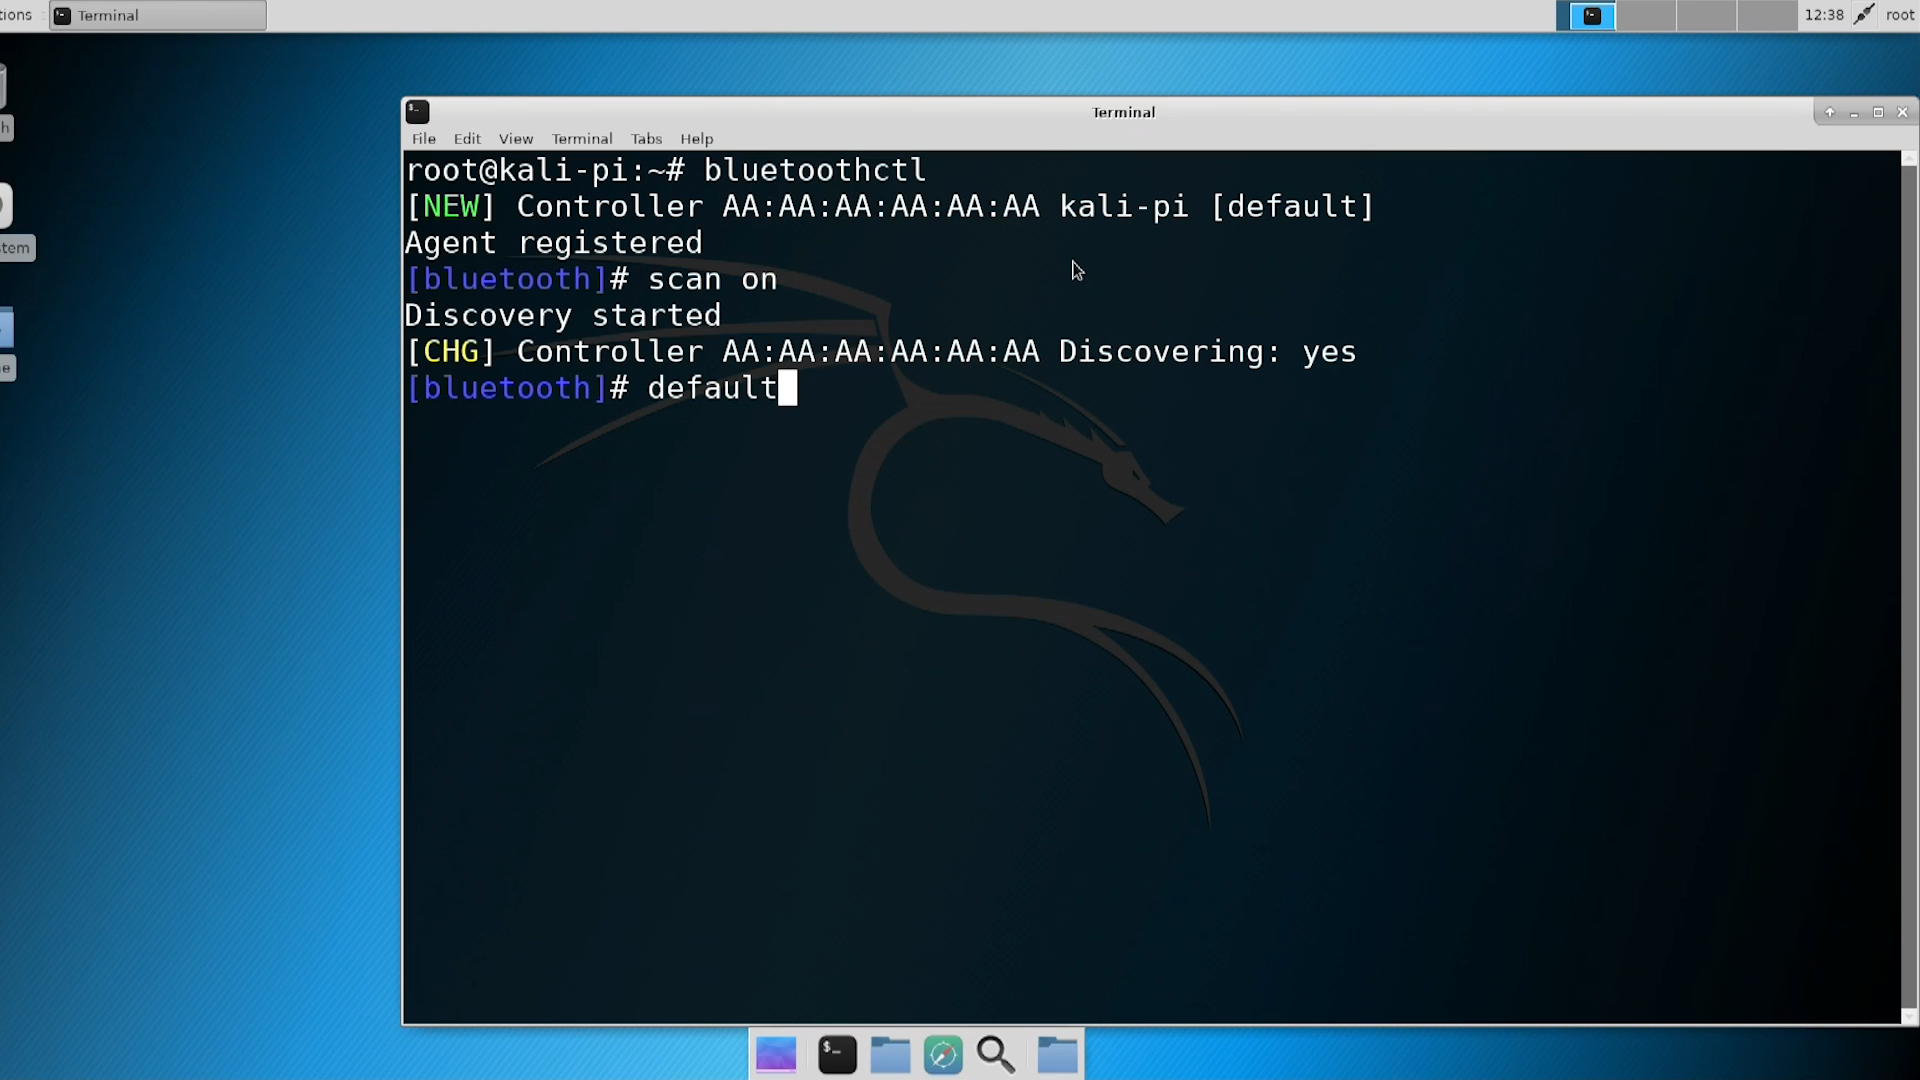 tions
Terminal
12:38
root
h
stem
e
Terminal
File Edit View Terminal Tabs Help
root@kali-pi:~# bluetoothctl
[NEW] Controller AA:AA:AA:AA:AA:AA kali-pi [default]
Agent registered
[bluetooth]# scan on
Discovery started
[CHG] Controller AA:AA:AA:AA:AA:AA Discovering: yes
[bluetooth]# default